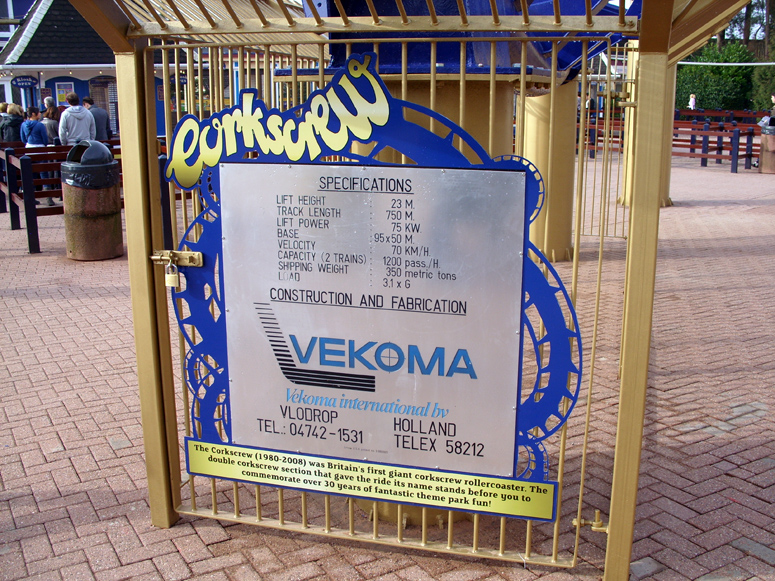 Kiosk
OPEN
Corkscrew
SPECIFICATIONS
LIFT HEIGHT : 23 M.
TRACK LENGTH : 750 M.
LIFT POWER : 75 KW.
BASE : 95x50 M.
VELOCITY : 70 KM/H.
CAPACITY (2 TRAINS) : 1200 pass./H.
SHIPPING WEIGHT : 350 metric tons
LOAD : 3,1 x G
CONSTRUCTION AND FABRICATION
VEKOMA
Vekoma international bv
VLODROP HOLLAND
TEL.: 04742-1531 TELEX 58212
The Corkscrew (1980-2008) was Britain's first giant corkscrew rollercoaster. The
double corkscrew section that gave the ride its name stands before you to
commemorate over 30 years of fantastic theme park fun!